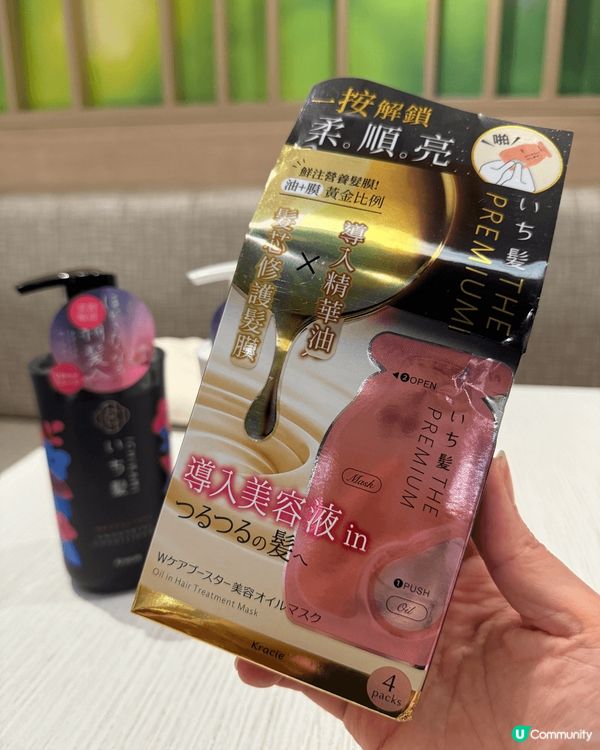 一按解鎖
柔。順。亮
啪!
鮮注營養髮膜!
油+膜 黃金比例
導入精華油
×
髮芯修護髮膜
いち髪 THE PREMIUM
◀②OPEN
いち髪 THE PREMIUM
Mask
導入美容液 in
つるつるの髪へ
①PUSH
Oil
Wケアブースター美容オイルマスク
Oil in Hair Treatment Mask
Kracie
4 packs
いち髪
U Community